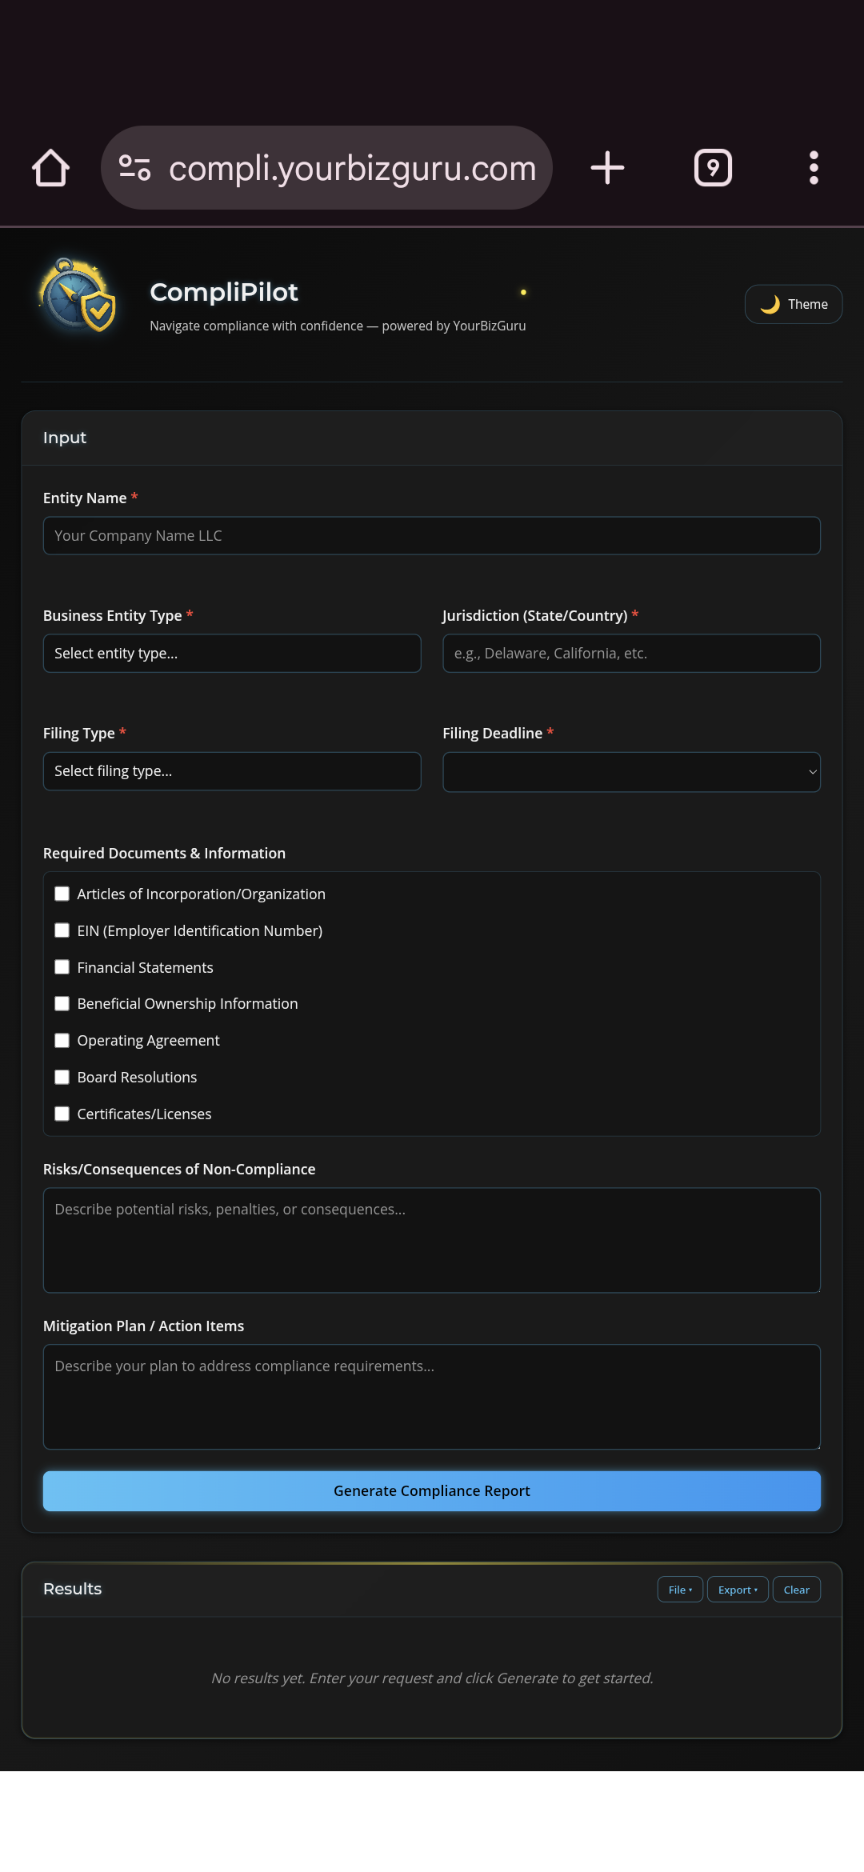 compli.yourbizguru.com
9
CompliPilot
Navigate compliance with confidence — powered by YourBizGuru
Theme
Input
Entity Name *
Your Company Name LLC
Business Entity Type *
Jurisdiction (State/Country) *
Select entity type...
e.g., Delaware, California, etc.
Filing Type *
Filing Deadline *
Select filing type...
Required Documents & Information
Articles of Incorporation/Organization
EIN (Employer Identification Number)
Financial Statements
Beneficial Ownership Information
Operating Agreement
Board Resolutions
Certificates/Licenses
Risks/Consequences of Non-Compliance
Describe potential risks, penalties, or consequences...
Mitigation Plan / Action Items
Describe your plan to address compliance requirements...
Generate Compliance Report
Results
File
Export
Clear
No results yet. Enter your request and click Generate to get started.